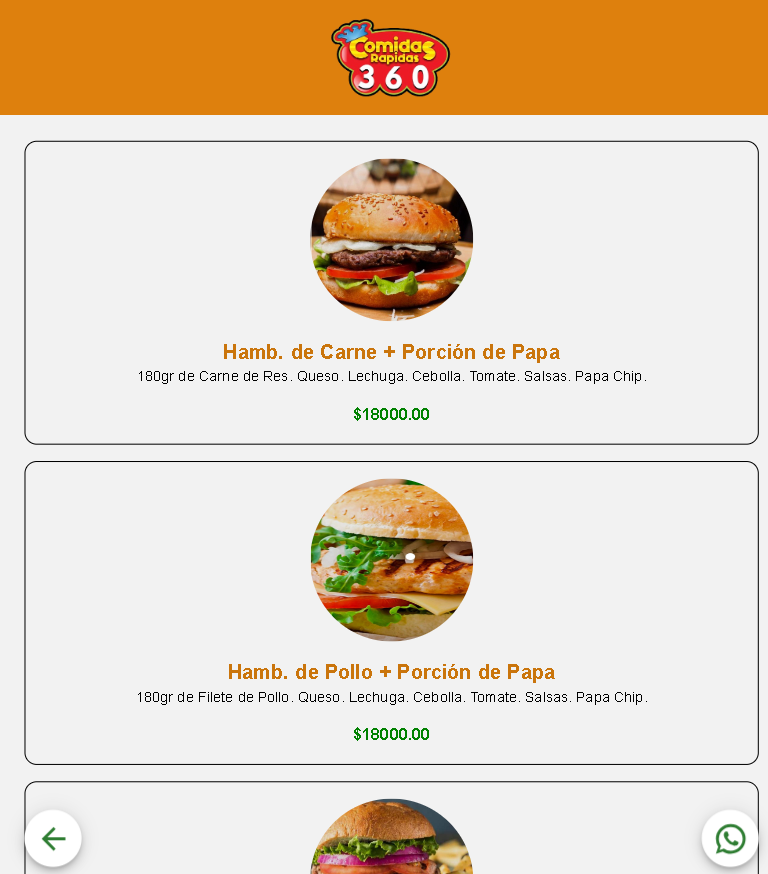 Comidas
Rapidas
360
Hamb. de Carne + Porción de Papa
180gr de Carne de Res. Queso. Lechuga. Cebolla. Tomate. Salsas. Papa Chip.
$18000.00
Hamb. de Pollo + Porción de Papa
180gr de Filete de Pollo. Queso. Lechuga. Cebolla. Tomate. Salsas. Papa Chip.
$18000.00